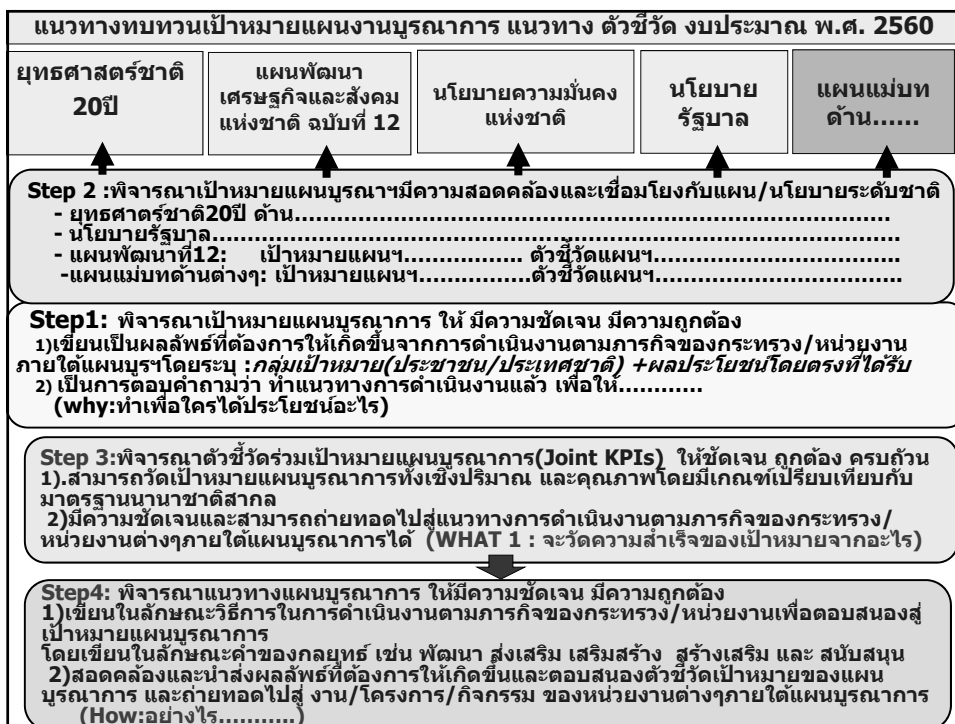 แนวทางทบทวนเป้าหมายแผนงานบูรณาการ แนวทาง ตัวชี้วัด งบประมาณ พ.ศ. 2560
ยุทธศาสตร์ชาติ
20ปี
แผนพัฒนา
เศรษฐกิจและสังคม
แห่งชาติ ฉบับที่ 12
นโยบายความมั่นคง
แห่งชาติ
นโยบาย
รัฐบาล
แผนแม่บท
ด้าน......
Step 2 :พิจารณาเป้าหมายแผนบูรณาฯมีความสอดคล้องและเชื่อมโยงกับแผน/นโยบายระดับชาติ
- ยุทธศาตร์ชาติ20ปี ด้าน.....................................................................................
- นโยบายรัฐบาล...................................................................................................
- แผนพัฒนาที่12: เป้าหมายแผนฯ................. ตัวชี้วัดแผนฯ....................................
-แผนแม่บทด้านต่างๆ: เป้าหมายแผนฯ................ตัวชี้วัดแผนฯ....................................
Step1: พิจารณาเป้าหมายแผนบูรณาการ ให้ มีความชัดเจน มีความถูกต้อง
1)เขียนเป็นผลลัพธ์ที่ต้องการให้เกิดขึ้นจากการดำเนินงานตามภารกิจของกระทรวง/หน่วยงาน
ภายใต้แผนบูรฯโดยระบุ :กลุ่มเป้าหมาย(ประชาชน/ประเทศชาติ) +ผลประโยชน์โดยตรงที่ได้รับ
2) เป็นการตอบคำถามว่า ทำแนวทางการดำเนินงานแล้ว เพื่อให้............
(why:ทำเพื่อใครได้ประโยชน์อะไร)
Step 3:พิจารณาตัวชี้วัดร่วมเป้าหมายแผนบูรณาการ(Joint KPIs) ให้ชัดเจน ถูกต้อง ครบถ้วน
1).สามารถวัดเป้าหมายแผนบูรณาการทั้งเชิงปริมาณ และคุณภาพโดยมีเกณฑ์เปรียบเทียบกับ
มาตรฐานนานาชาติสากล
2)มีความชัดเจนและสามารถถ่ายทอดไปสู่แนวทางการดำเนินงานตามภารกิจของกระทรวง/
หน่วยงานต่างๆภายใต้แผนบูรณาการได้ (WHAT 1 : จะวัดความสำเร็จของเป้าหมายจากอะไร)
Step4: พิจารณาแนวทางแผนบูรณาการ ให้มีความชัดเจน มีความถูกต้อง
1)เขียนในลักษณะวิธีการในการดำเนินงานตามภารกิจของกระทรวง/หน่วยงานเพื่อตอบสนองสู่
เป้าหมายแผนบูรณาการ
โดยเขียนในลักษณะคำของกลยุทธ์ เช่น พัฒนา ส่งเสริม เสริมสร้าง สร้างเสริม และ สนับสนุน
2)สอดคล้องและนำส่งผลลัพธ์ที่ต้องการให้เกิดขึ้นและตอบสนองตัวชี้วัดเป้าหมายของแผน
บูรณาการ และถ่ายทอดไปสู่ งาน/โครงการ/กิจกรรม ของหน่วยงานต่างๆภายใต้แผนบูรณาการ
(How:อย่างไร...........)